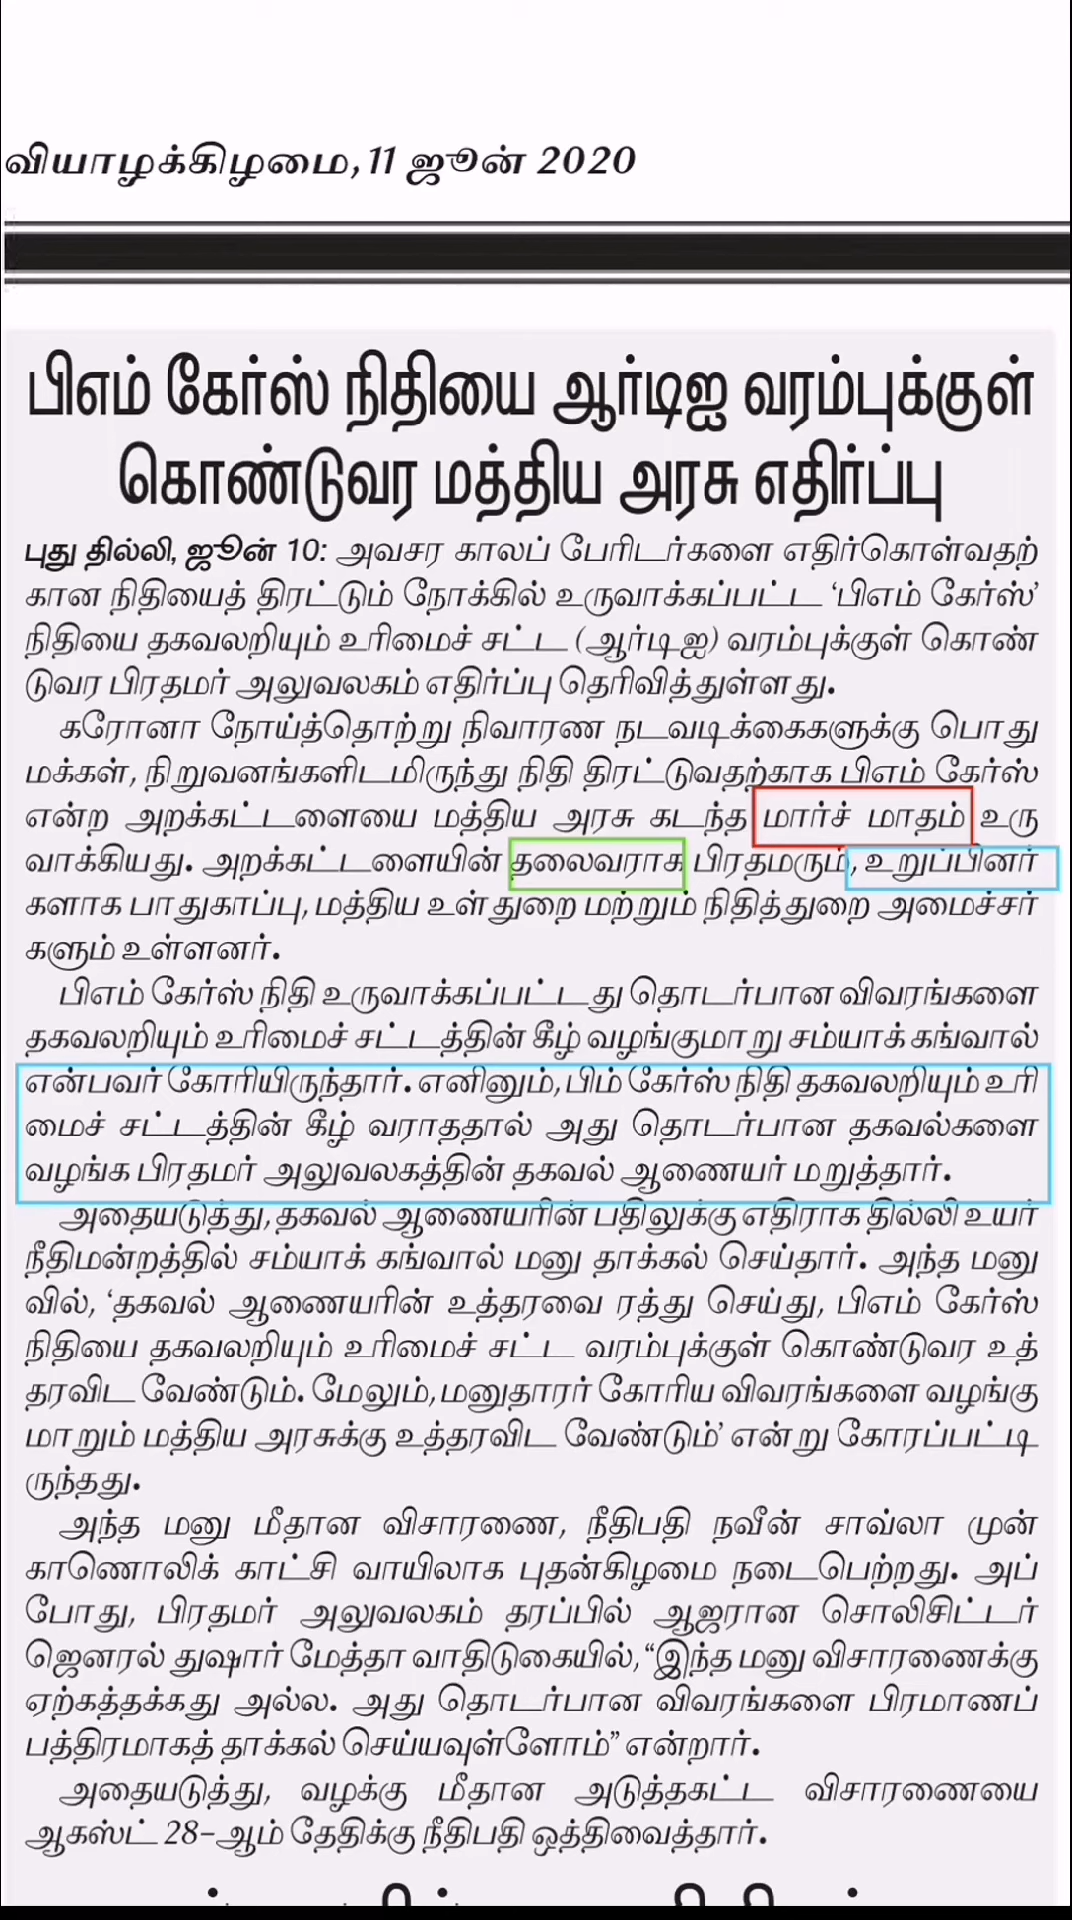 வியாழக்கிழமை, 11 ஜூன் 2020
பிஎம் கேர்ஸ் நிதியை ஆர்டிஐ வரம்புக்குள்
கொண்டுவர மத்திய அரசு எதிர்ப்பு
புது தில்லி, ஜூன் 10: அவசர காலப் பேரிடர்களை எதிர்கொள்வதற்
கான நிதியைத் திரட்டும் நோக்கில் உருவாக்கப்பட்ட ‘பிஎம் கேர்ஸ்’
நிதியை தகவலறியும் உரிமைச் சட்ட (ஆர்டிஐ) வரம்புக்குள் கொண்
டுவர பிரதமர் அலுவலகம் எதிர்ப்பு தெரிவித்துள்ளது.
கரோனா நோய்த்தொற்று நிவாரண நடவடிக்கைகளுக்கு பொது
மக்கள், நிறுவனங்களிடமிருந்து நிதி திரட்டுவதற்காக பிஎம் கேர்ஸ்
என்ற அறக்கட்டளையை மத்திய அரசு கடந்த மார்ச் மாதம் உரு
வாக்கியது. அறக்கட்டளையின் தலைவராக பிரதமரும், உறுப்பினர்
களாக பாதுகாப்பு, மத்திய உள்துறை மற்றும் நிதித்துறை அமைச்சர்
களும் உள்ளனர்.
பிஎம் கேர்ஸ் நிதி உருவாக்கப்பட்டது தொடர்பான விவரங்களை
தகவலறியும் உரிமைச் சட்டத்தின் கீழ் வழங்குமாறு சம்யாக் கங்வால்
என்பவர் கோரியிருந்தார். எனினும், பிம் கேர்ஸ் நிதி தகவலறியும் உரி
மைச் சட்டத்தின் கீழ் வராததால் அது தொடர்பான தகவல்களை
வழங்க பிரதமர் அலுவலகத்தின் தகவல் ஆணையர் மறுத்தார்.
அதையடுத்து, தகவல் ஆணையரின் பதிலுக்கு எதிராக தில்லி உயர்
நீதிமன்றத்தில் சம்யாக் கங்வால் மனு தாக்கல் செய்தார். அந்த மனு
வில், ‘தகவல் ஆணையரின் உத்தரவை ரத்து செய்து, பிஎம் கேர்ஸ்
நிதியை தகவலறியும் உரிமைச் சட்ட வரம்புக்குள் கொண்டுவர உத்
தரவிட வேண்டும். மேலும், மனுதாரர் கோரிய விவரங்களை வழங்கு
மாறும் மத்திய அரசுக்கு உத்தரவிட வேண்டும்’ என்று கோரப்பட்டி
ருந்தது.
அந்த மனு மீதான விசாரணை, நீதிபதி நவீன் சாவ்லா முன்
காணொலிக் காட்சி வாயிலாக புதன்கிழமை நடைபெற்றது. அப்
போது, பிரதமர் அலுவலகம் தரப்பில் ஆஜரான சொலிசிட்டர்
ஜெனரல் துஷார் மேத்தா வாதிடுகையில், “இந்த மனு விசாரணைக்கு
ஏற்கத்தக்கது அல்ல. அது தொடர்பான விவரங்களை பிரமாணப்
பத்திரமாகத் தாக்கல் செய்யவுள்ளோம்” என்றார்.
அதையடுத்து, வழக்கு மீதான அடுத்தகட்ட விசாரணையை
ஆகஸ்ட் 28-ஆம் தேதிக்கு நீதிபதி ஒத்திவைத்தார்.